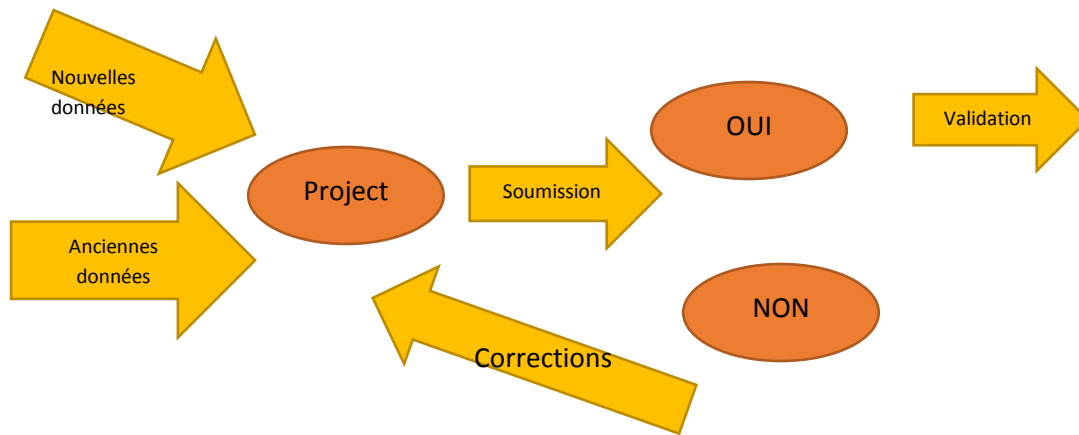 Nouvelles
données
Anciennes
données
Project
Soumission
OUI
Validation
NON
Corrections